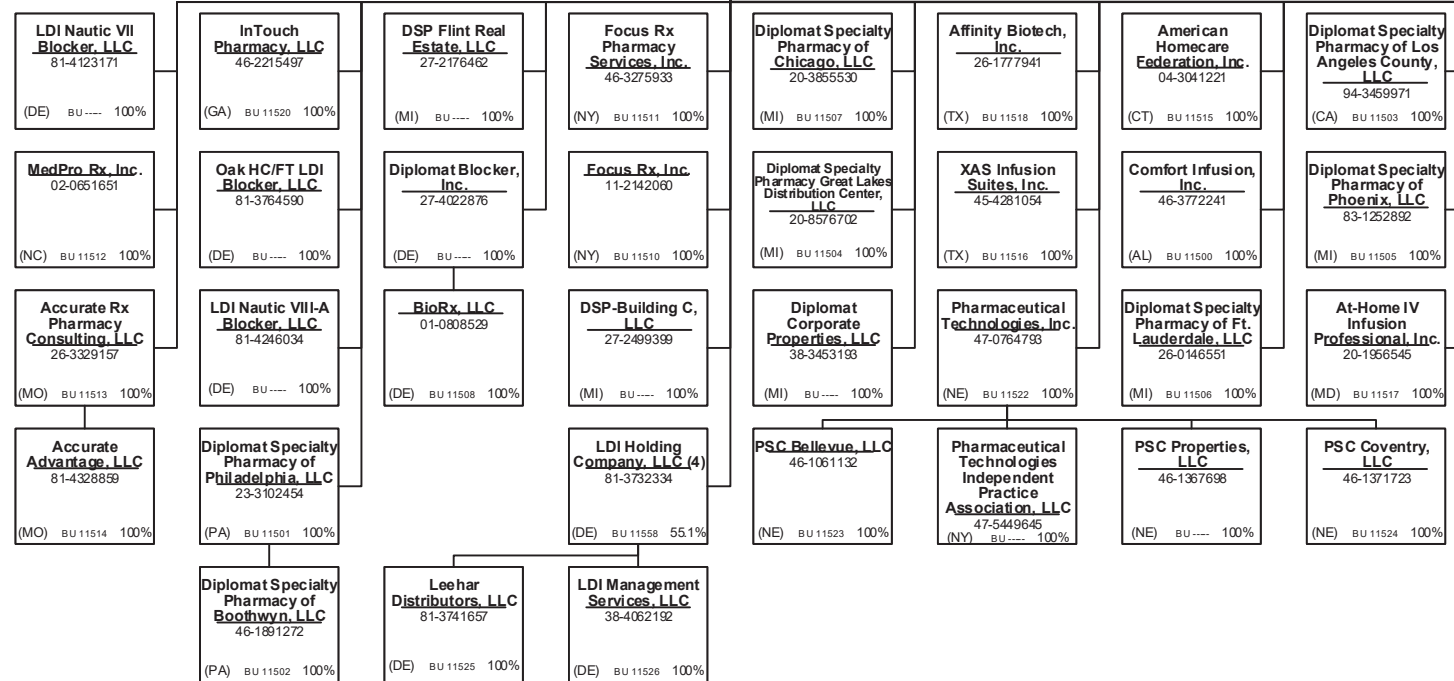 LDI Nautic VII
Blocker, LLC
81-4123171
(DE) BU ---- 100%
InTouch
Pharmacy, LLC
46-2215497
(GA) BU 11520 100%
DSP Flint Real
Estate, LLC
27-2176462
(MI) BU ---- 100%
Focus Rx
Pharmacy
Services, Inc.
46-3275933
(NY) BU 11511 100%
Diplomat Specialty
Pharmacy of
Chicago, LLC
20-3855530
(MI) BU 11507 100%
Affinity Biotech,
Inc.
26-1777941
(TX) BU 11518 100%
American
Homecare
Federation, Inc.
04-3041221
(CT) BU 11515 100%
Diplomat Specialty
Pharmacy of Los
Angeles County,
LLC
94-3459971
(CA) BU 11503 100%
MedPro Rx, Inc.
02-0651651
(NC) BU 11512 100%
Oak HC/FT LDI
Blocker, LLC
81-3764590
(DE) BU ---- 100%
Diplomat Blocker,
Inc.
27-4022876
(DE) BU ---- 100%
Focus Rx, Inc.
11-2142060
(NY) BU 11510 100%
Diplomat Specialty
Pharmacy Great Lakes
Distribution Center,
LLC
20-8576702
(MI) BU 11504 100%
XAS Infusion
Suites, Inc.
45-4281054
(TX) BU 11516 100%
Comfort Infusion,
Inc.
46-3772241
(AL) BU 11500 100%
Diplomat Specialty
Pharmacy of
Phoenix, LLC
83-1252892
(MI) BU 11505 100%
Accurate Rx
Pharmacy
Consulting, LLC
26-3329157
(MO) BU 11513 100%
LDI Nautic VIII-A
Blocker, LLC
81-4246034
(DE) BU ---- 100%
BioRx, LLC
01-0808529
(DE) BU 11508 100%
DSP-Building C,
LLC
27-2499399
(MI) BU ---- 100%
Diplomat
Corporate
Properties, LLC
38-3453193
(MI) BU ---- 100%
Pharmaceutical
Technologies, Inc.
47-0764793
(NE) BU 11522 100%
Diplomat Specialty
Pharmacy of Ft.
Lauderdale, LLC
26-0146551
(MI) BU 11506 100%
At-Home IV
Infusion
Professional, Inc.
20-1956545
(MD) BU 11517 100%
Accurate
Advantage, LLC
81-4328859
(MO) BU 11514 100%
Diplomat Specialty
Pharmacy of
Philadelphia, LLC
23-3102454
(PA) BU 11501 100%
LDI Holding
Company, LLC (4)
81-3732334
(DE) BU 11558 55.1%
PSC Bellevue, LLC
46-1061132
(NE) BU 11523 100%
Pharmaceutical
Technologies
Independent
Practice
Association, LLC
47-5449645
(NY) BU ---- 100%
PSC Properties,
LLC
46-1367698
(NE) BU ---- 100%
PSC Coventry,
LLC
46-1371723
(NE) BU 11524 100%
Diplomat Specialty
Pharmacy of
Boothwyn, LLC
46-1891272
(PA) BU 11502 100%
Leehar
Distributors, LLC
81-3741657
(DE) BU 11525 100%
LDI Management
Services, LLC
38-4062192
(DE) BU 11526 100%